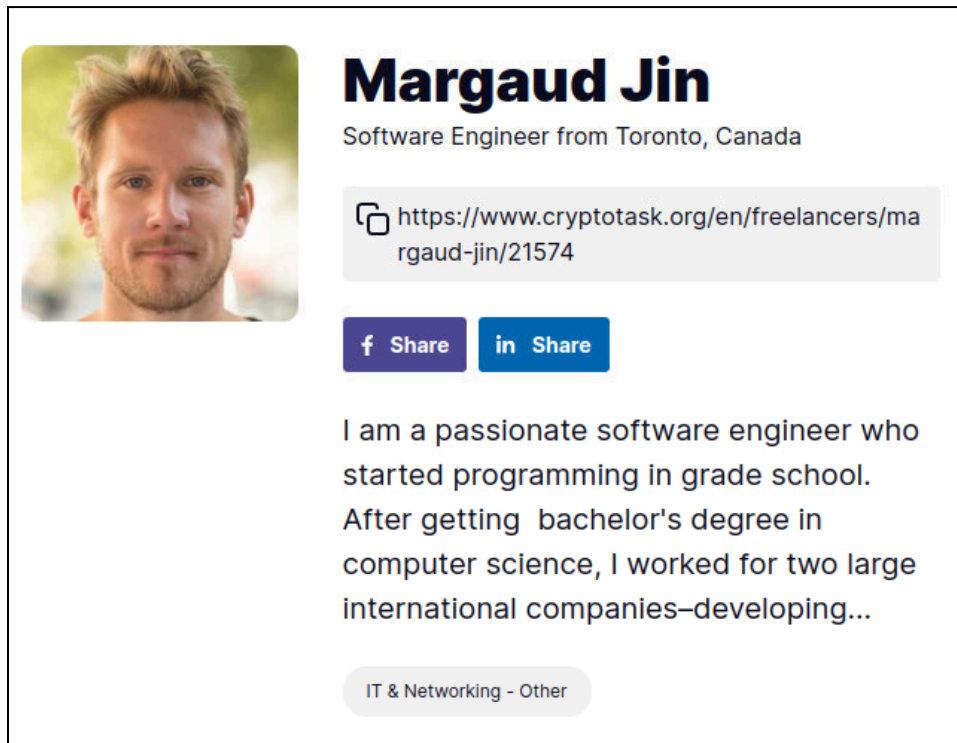 Margaud Jin
Software Engineer from Toronto, Canada
https://www.cryptotask.org/en/freelancers/ma
rgaud-jin/21574
f Share
in Share
I am a passionate software engineer who
started programming in grade school.
After getting  bachelor's degree in
computer science, I worked for two large
international companies–developing...
IT & Networking - Other